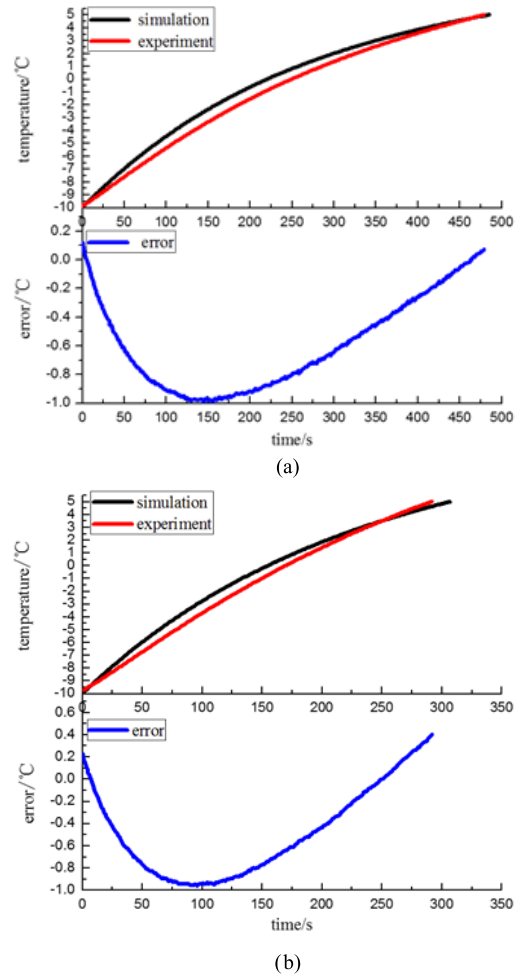 simulation
experiment
temperature/℃
5
4
3
2
1
0
-1
-2
-3
-4
-5
-6
-7
-8
-9
-10
0 50 100 150 200 250 300 350 400 450 500
error
error/℃
0.2
0.0
-0.2
-0.4
-0.6
-0.8
-1.0
0 50 100 150 200 250 300 350 400 450 500
time/s
(a)
simulation
experiment
temperature/℃
5
4
3
2
1
0
-1
-2
-3
-4
-5
-6
-7
-8
-9
-10
0 50 100 150 200 250 300 350
error
error/℃
0.6
0.4
0.2
0.0
-0.2
-0.4
-0.6
-0.8
-1.0
0 50 100 150 200 250 300 350
time/s
(b)